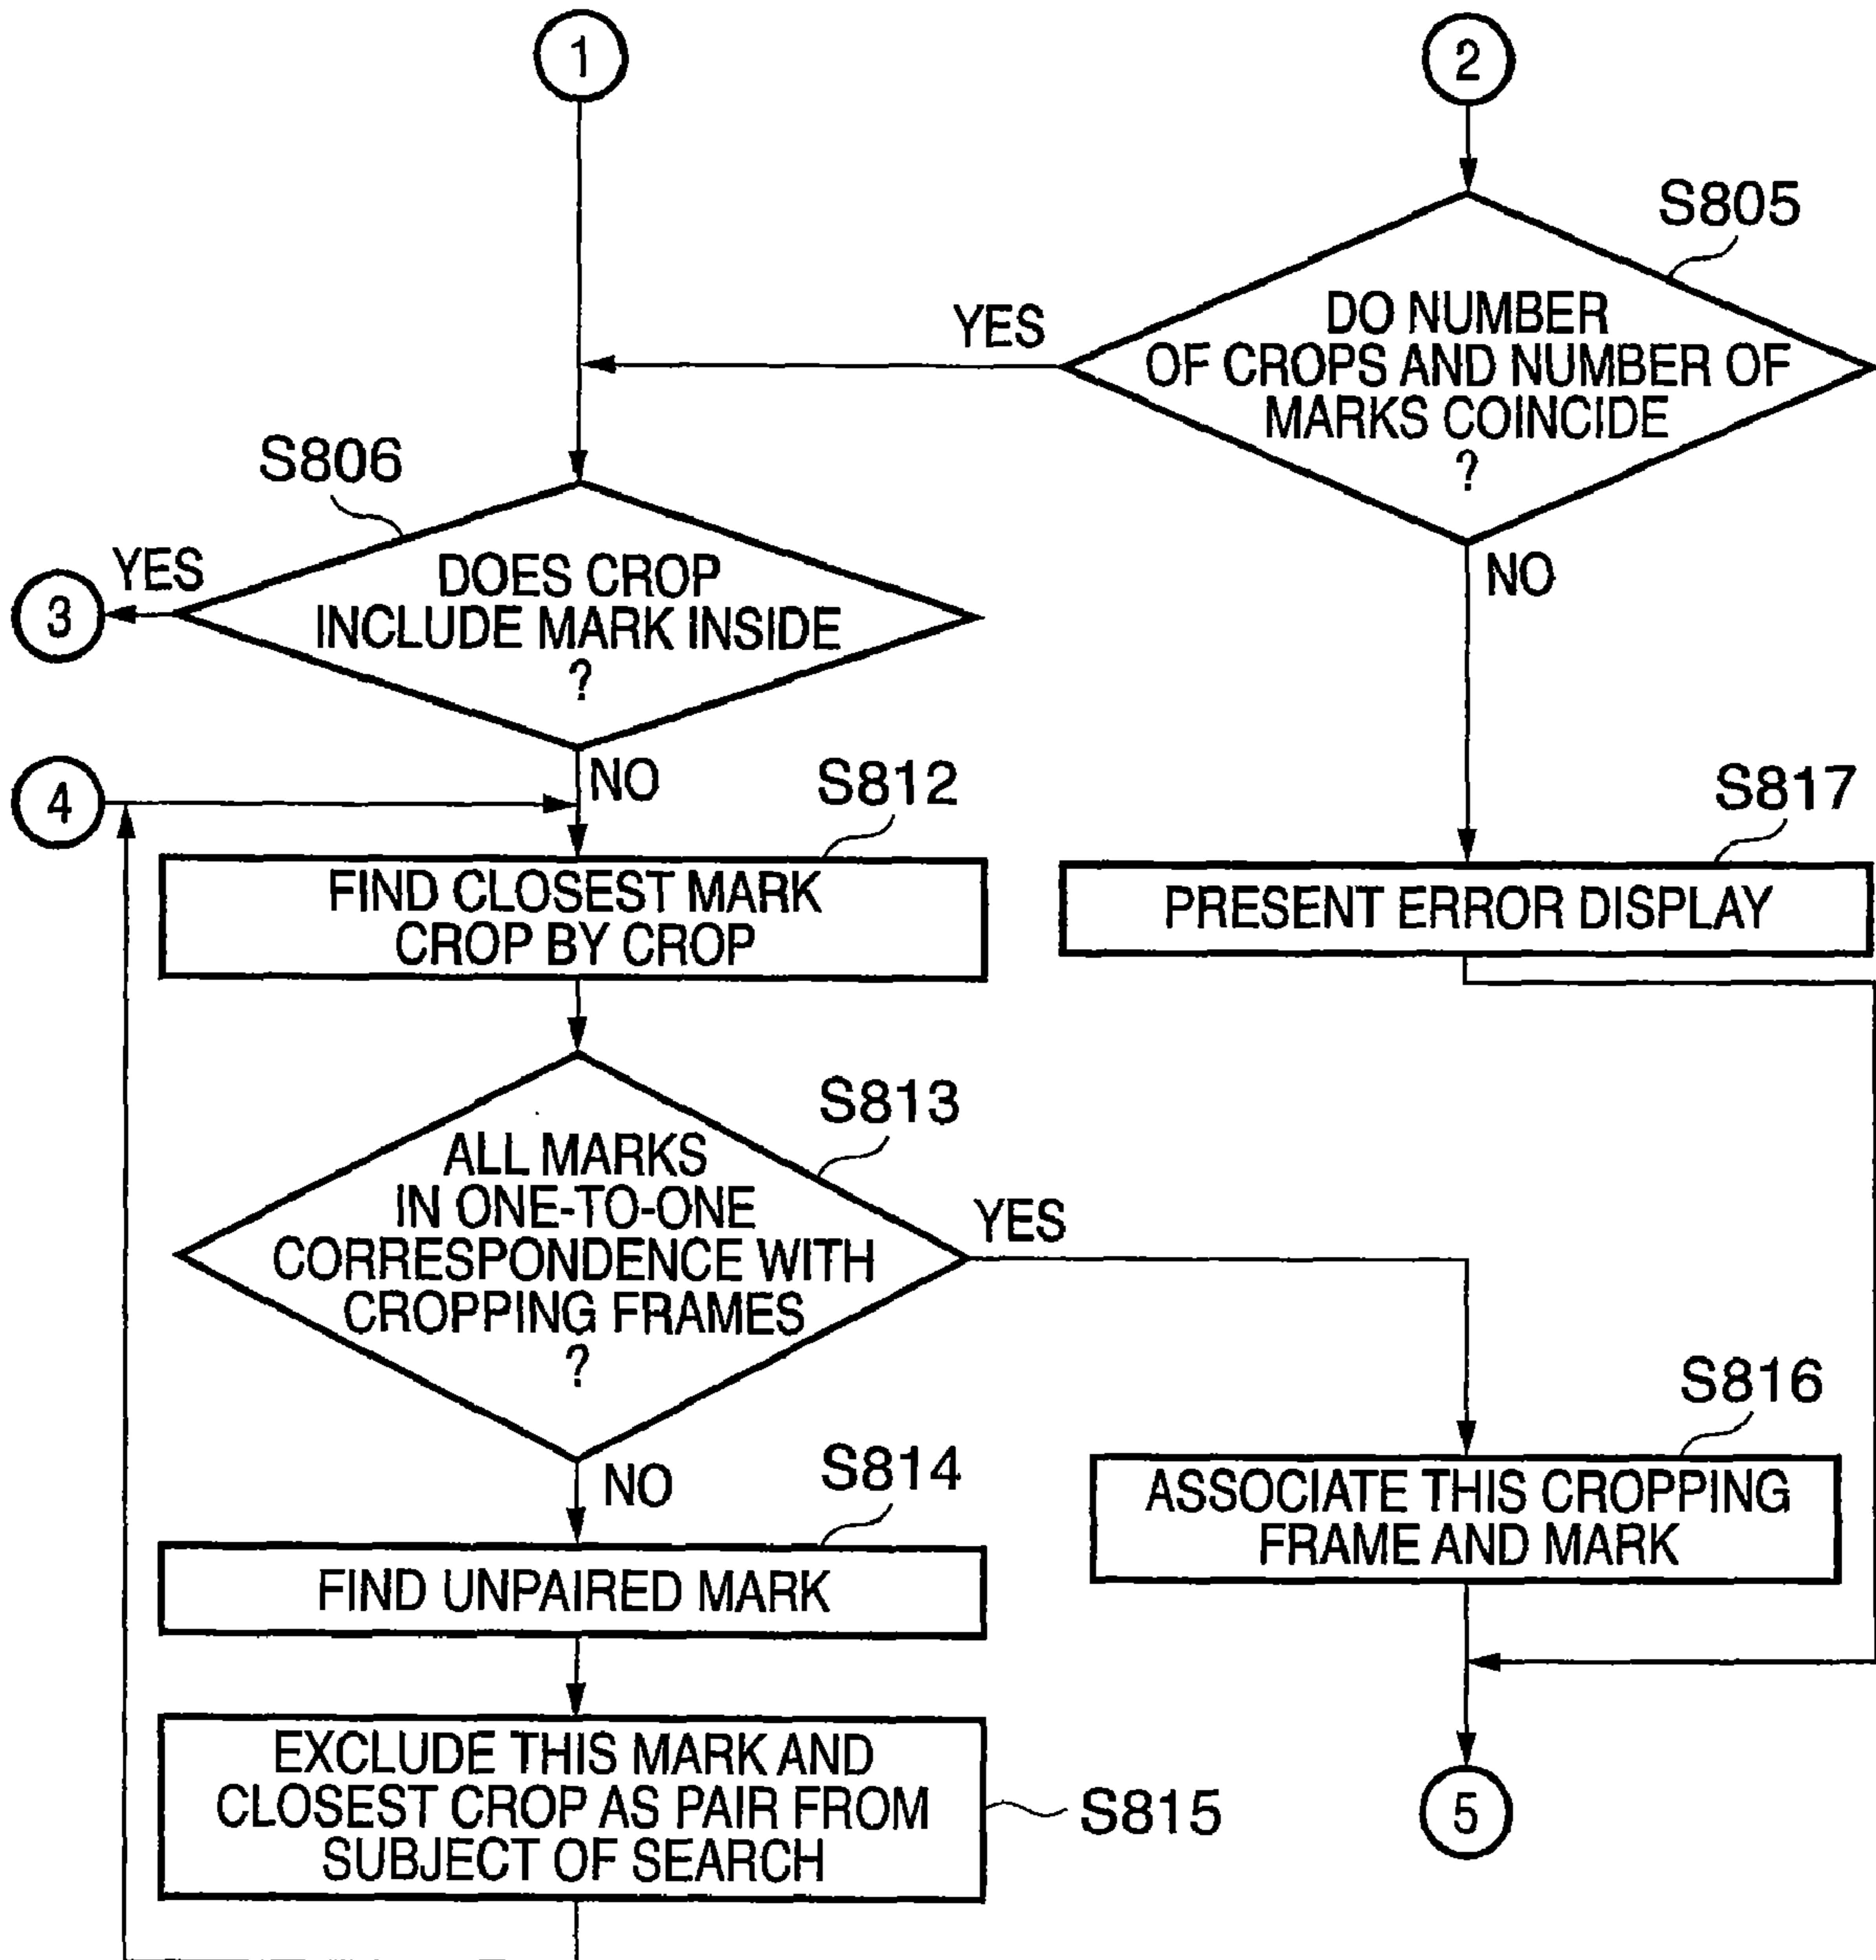 1
2
S805
DO NUMBER
OF CROPS AND NUMBER OF
MARKS COINCIDE
?
YES
NO
S806
DOES CROP
INCLUDE MARK INSIDE
?
YES
3
NO
4
S812
FIND CLOSEST MARK
CROP BY CROP
S817
PRESENT ERROR DISPLAY
S813
ALL MARKS
IN ONE-TO-ONE
CORRESPONDENCE WITH
CROPPING FRAMES
?
YES
NO
S816
ASSOCIATE THIS CROPPING
FRAME AND MARK
S814
FIND UNPAIRED MARK
EXCLUDE THIS MARK AND
CLOSEST CROP AS PAIR FROM
SUBJECT OF SEARCH
S815
5